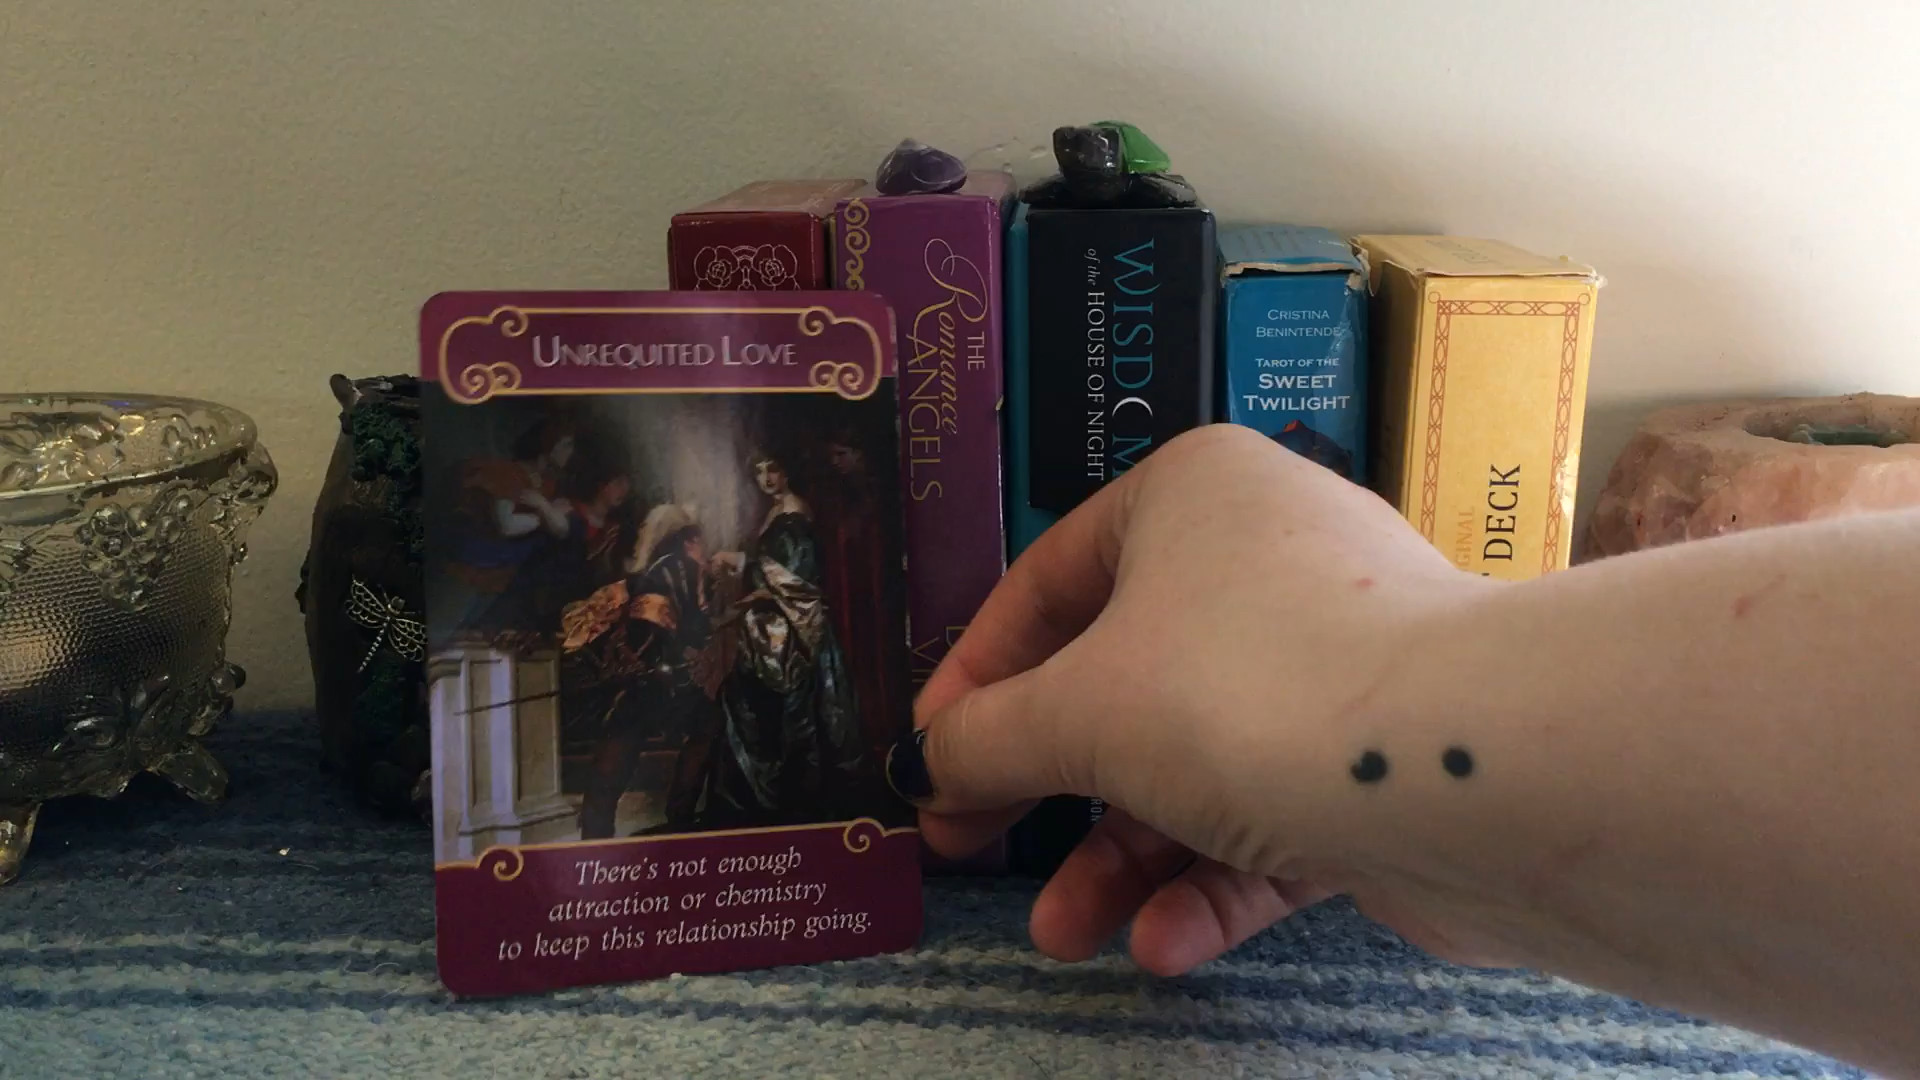 UNREQUITED LOVE
There's not enough
attraction or chemistry
to keep this relationship going.
THE
Romance
ANGELS
WISD
of the HOUSE OF NIGHT
CRISTINA
BENINTENDE
TAROT OF THE
SWEET
TWILIGHT
DECK